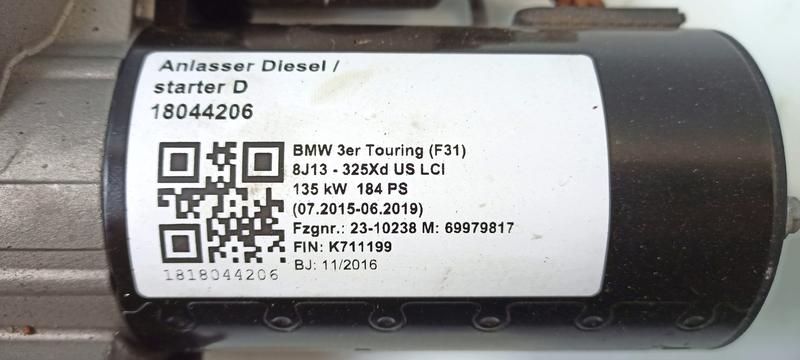 Anlasser Diesel /
starter D
18044206
BMW 3er Touring (F31)
8J13 - 325Xd US LCI
135 kW 184 PS
(07.2015-06.2019)
Fzgnr.: 23-10238 M: 69979817
FIN: K711199
BJ: 11/2016
1818044206